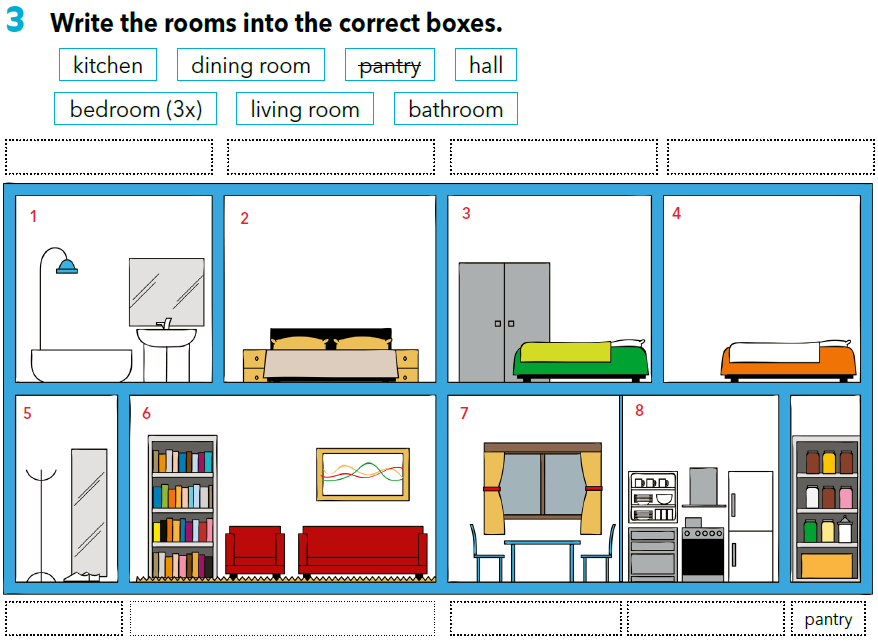 3 Write the rooms into the correct boxes.
kitchen dining room pantry hall
bedroom (3x) living room bathroom
1 2 3 4
5 6 7 8
pantry